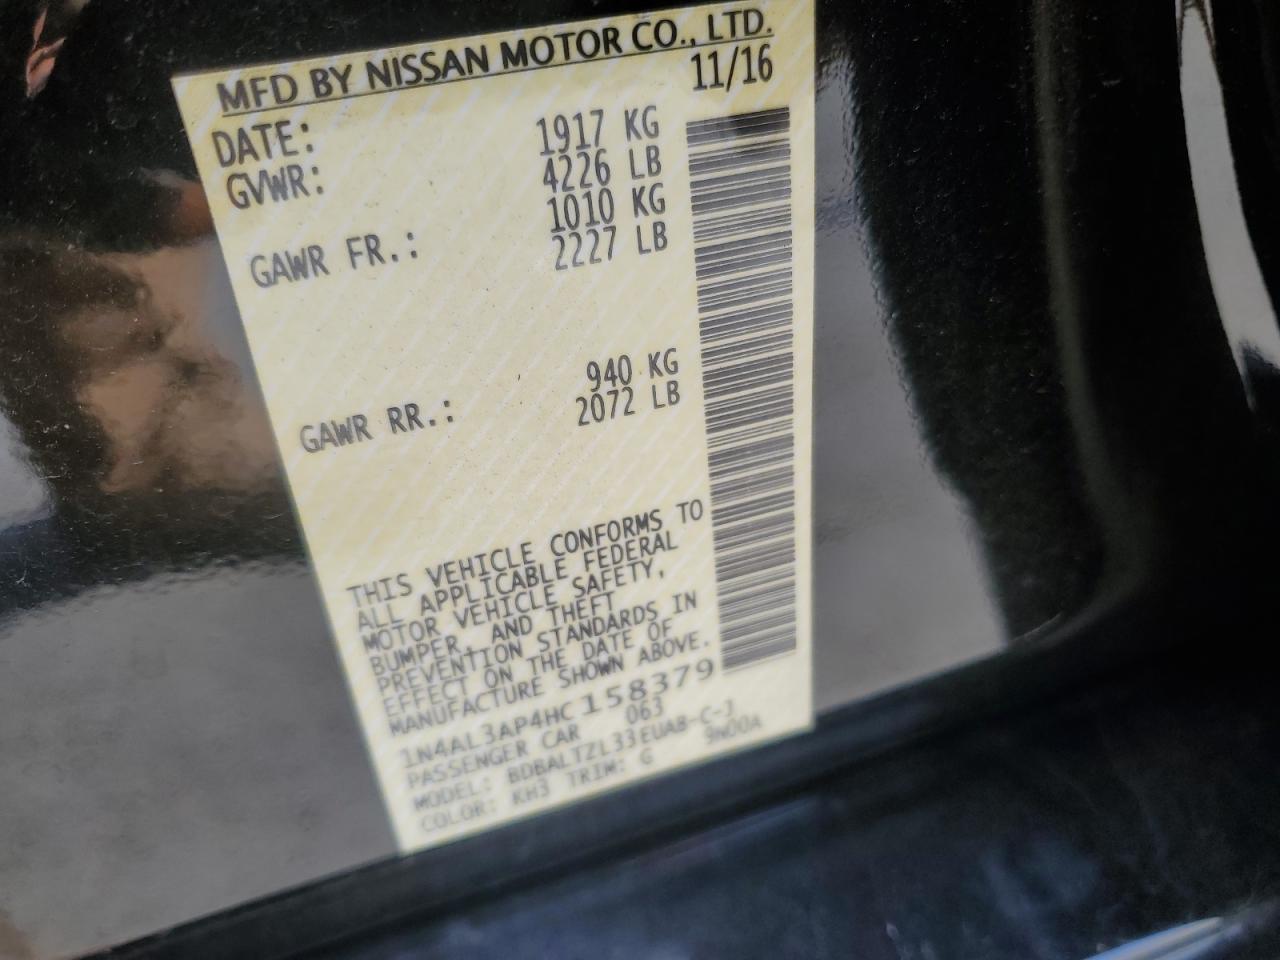 MFD BY NISSAN MOTOR CO., LTD.
DATE: 11/16
GVWR: 1917 KG
4226 LB
GAWR FR.: 1010 KG
2227 LB
GAWR RR.: 940 KG
2072 LB
THIS VEHICLE CONFORMS TO
ALL APPLICABLE FEDERAL
MOTOR VEHICLE SAFETY,
BUMPER, AND THEFT
PREVENTION STANDARDS IN
EFFECT ON THE DATE OF
MANUFACTURE SHOWN ABOVE.
1N4AL3AP4HC158379
PASSENGER CAR 063
MODEL: BDBALTZL33EUA8-C-J
COLOR: KH3 TRIM: G 9N00A